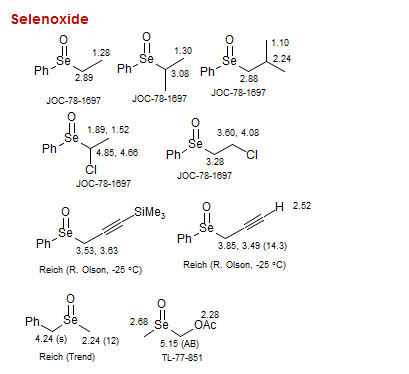 Selenoxide
O O O
1.28 1.30 1.10
Ph Se Ph Se Ph Se 2.24
2.89 3.08 2.88
JOC-78-1697 JOC-78-1697 JOC-78-1697
O O
1.89, 1.52 3.60, 4.08
Ph Se 4.85, 4.66 Ph Se Cl
Cl 3.28
JOC-78-1697 JOC-78-1697
O SiMe3 O H 2.52
Ph Se Ph Se
3.53, 3.63 3.85, 3.49 (14.3)
Reich (R. Olson, -25 °C) Reich (R. Olson, -25 °C)
O O
Ph Se 2.68 Se 2.28 OAc
4.24 (s) 2.24 (12) 5.15 (AB)
Reich (Trend) TL-77-851